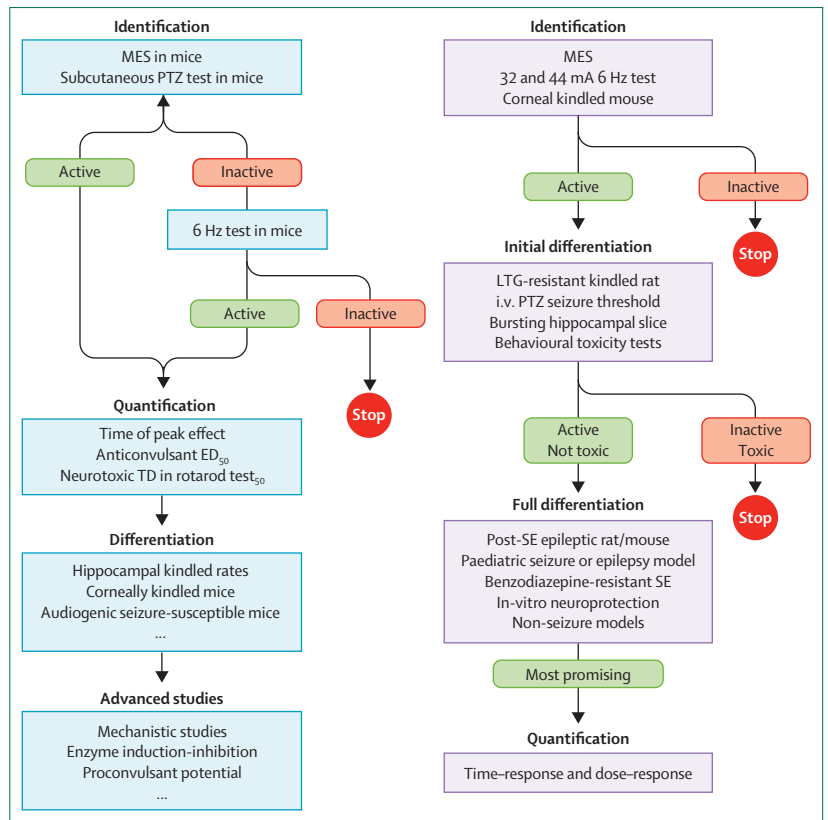 Identification
MES in mice
Subcutaneous PTZ test in mice
Active
Inactive
6 Hz test in mice
Active
Inactive
Stop
Quantification
Time of peak effect
Anticonvulsant ED₅₀
Neurotoxic TD in rotarod test₅₀
Differentiation
Hippocampal kindled rates
Corneally kindled mice
Audiogenic seizure-susceptible mice
...
Advanced studies
Mechanistic studies
Enzyme induction-inhibition
Proconvulsant potential
...
Identification
MES
32 and 44 mA 6 Hz test
Corneal kindled mouse
Active
Inactive
Stop
Initial differentiation
LTG-resistant kindled rat
i.v. PTZ seizure threshold
Bursting hippocampal slice
Behavioural toxicity tests
Active
Not toxic
Inactive
Toxic
Stop
Full differentiation
Post-SE epileptic rat/mouse
Paediatric seizure or epilepsy model
Benzodiazepine-resistant SE
In-vitro neuroprotection
Non-seizure models
Most promising
Quantification
Time–response and dose–response